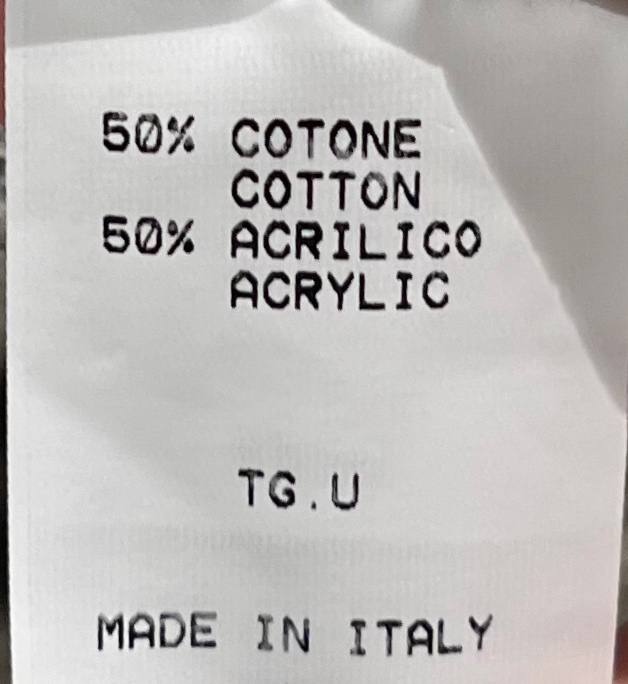 50% COTONE
COTTON
50% ACRILICO
ACRYLIC
TG.U
MADE IN ITALY